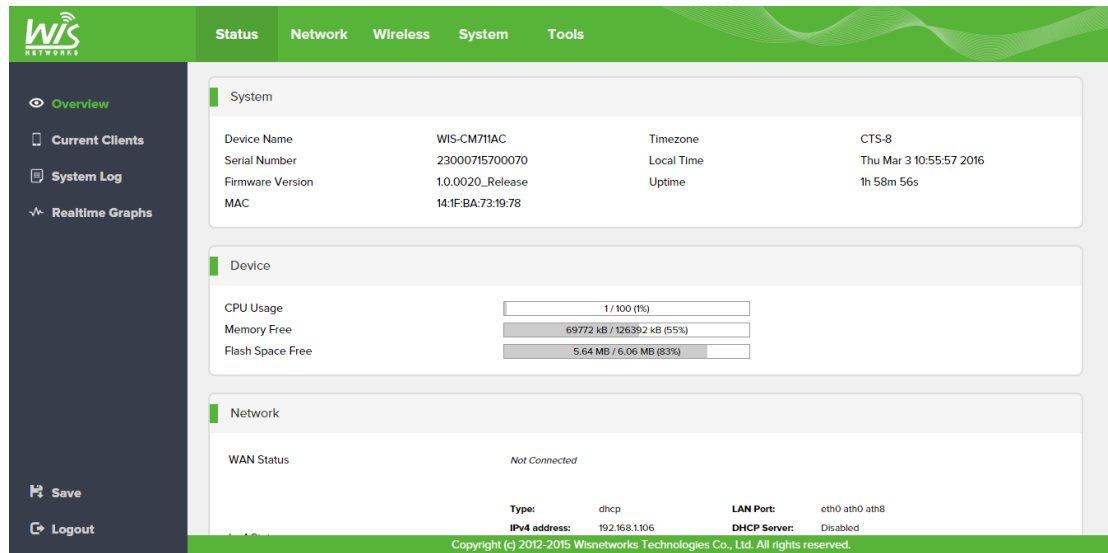 WiS
NETWORKS
Status Network Wireless System Tools
Overview
Current Clients
System Log
Realtime Graphs
Save
Logout
System
Device Name WIS-CM711AC Timezone CTS-8
Serial Number 23000715700070 Local Time Thu Mar 3 10:55:57 2016
Firmware Version 1.0.0020_Release Uptime 1h 58m 56s
MAC 14:1F:BA:73:19:78
Device
CPU Usage 1 / 100 (1%)
Memory Free 69772 kB / 126392 kB (55%)
Flash Space Free 5.64 MB / 6.06 MB (83%)
Network
WAN Status Not Connected
Type: dhcp LAN Port: eth0 ath0 ath8
IPv4 address: 192.168.1.106 DHCP Server: Disabled
Copyright (c) 2012-2015 Wisnetworks Technologies Co., Ltd. All rights reserved.